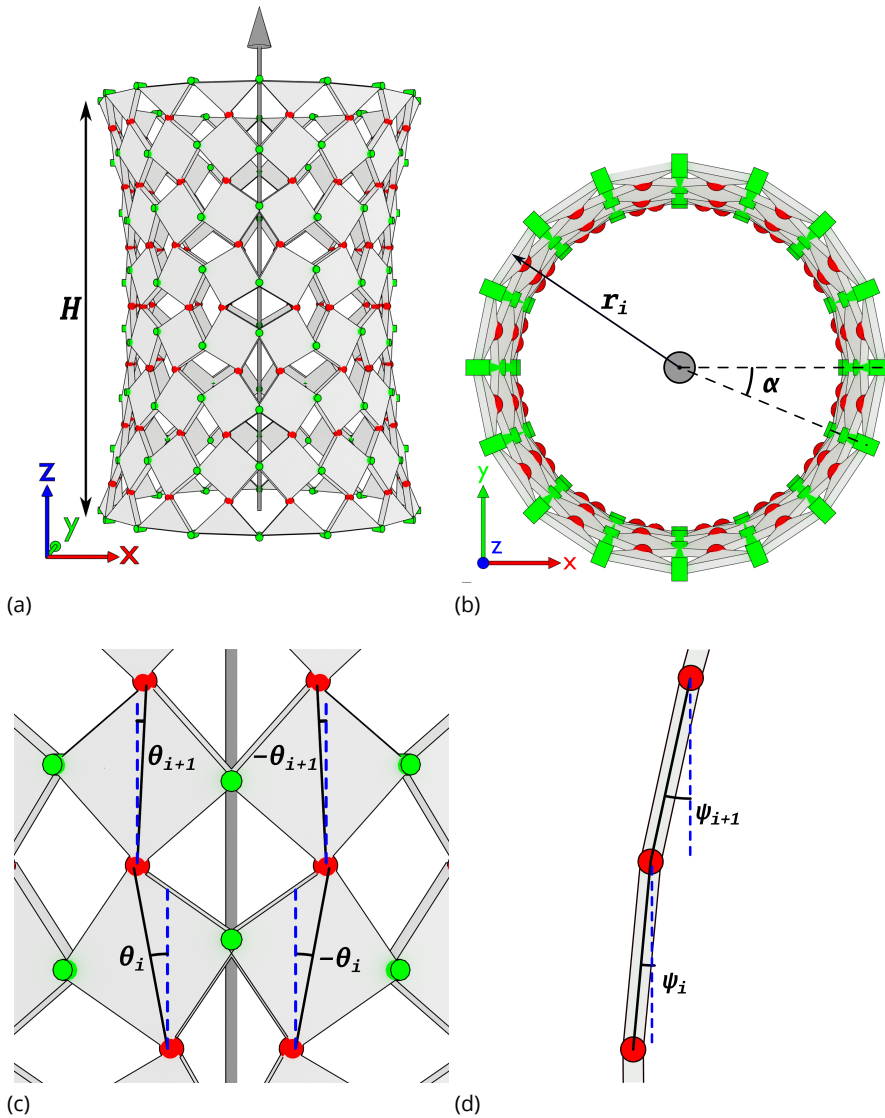 H
z
y
x
(a)
r_i
α
y
z
x
(b)
θ_{i+1}
-θ_{i+1}
θ_i
-θ_i
(c)
ψ_{i+1}
ψ_i
(d)